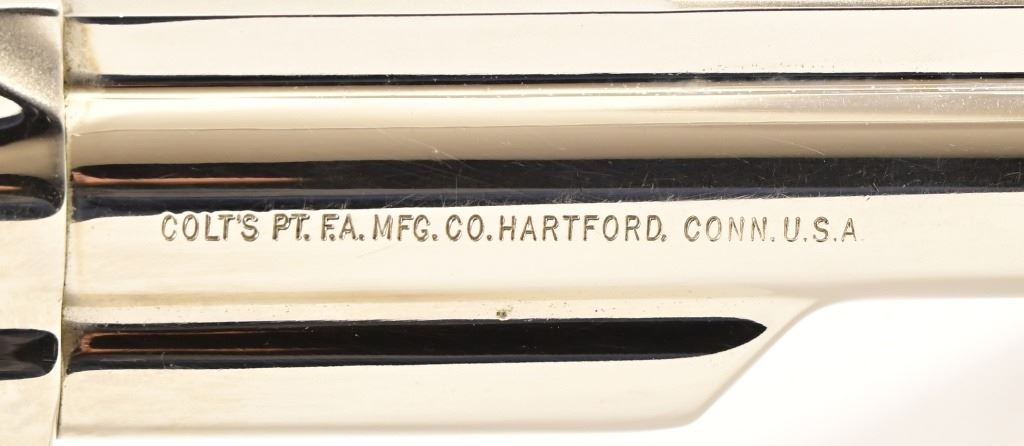 COLT'S PT. F.A. MFG. CO. HARTFORD, CONN. U.S.A.